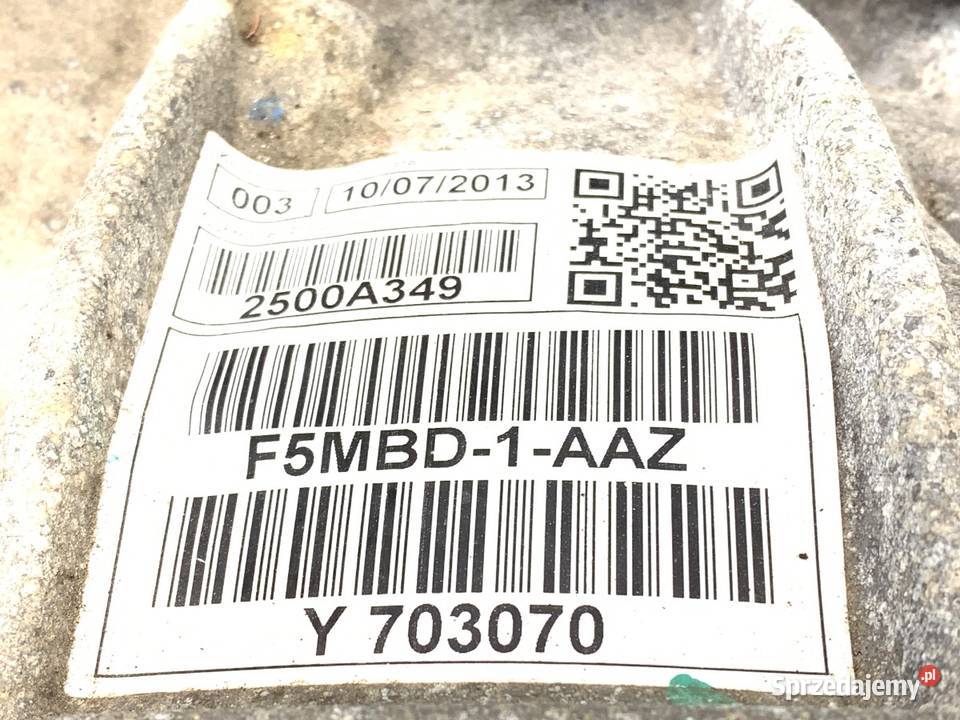 003 10/07/2013
2500A349
F5MBD-1-AAZ
Y 703070
Sprzedajemy.pl